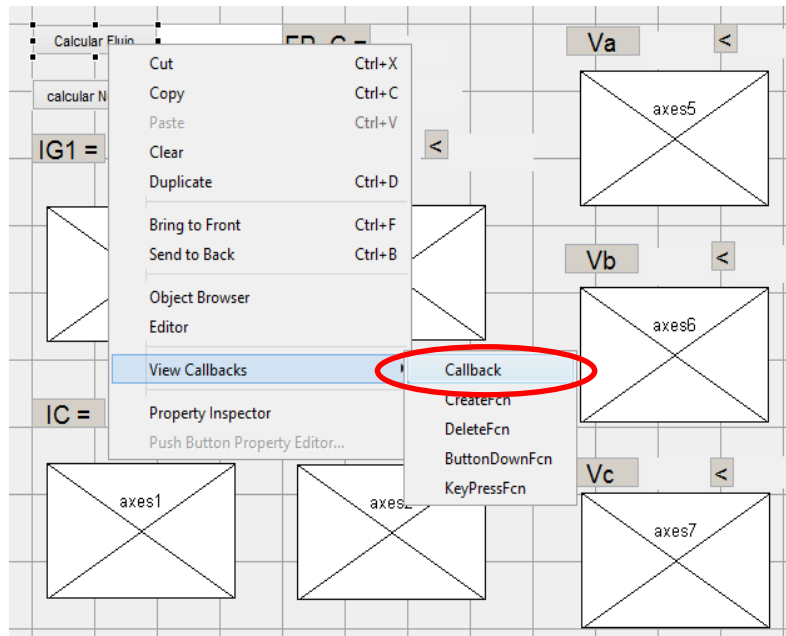 Calcular Flujo
FP_C =
Va
<
Cut Ctrl+X
calcular N
Copy Ctrl+C
axes5
Paste Ctrl+V
IG1 =
Clear
<
Duplicate Ctrl+D
Bring to Front Ctrl+F
Send to Back Ctrl+B
Vb
<
Object Browser
Editor
axes6
View Callbacks
Callback
CreateFcn
IC =
Property Inspector
DeleteFcn
Push Button Property Editor...
ButtonDownFcn
Vc
<
KeyPressFcn
axes1
axes2
axes7